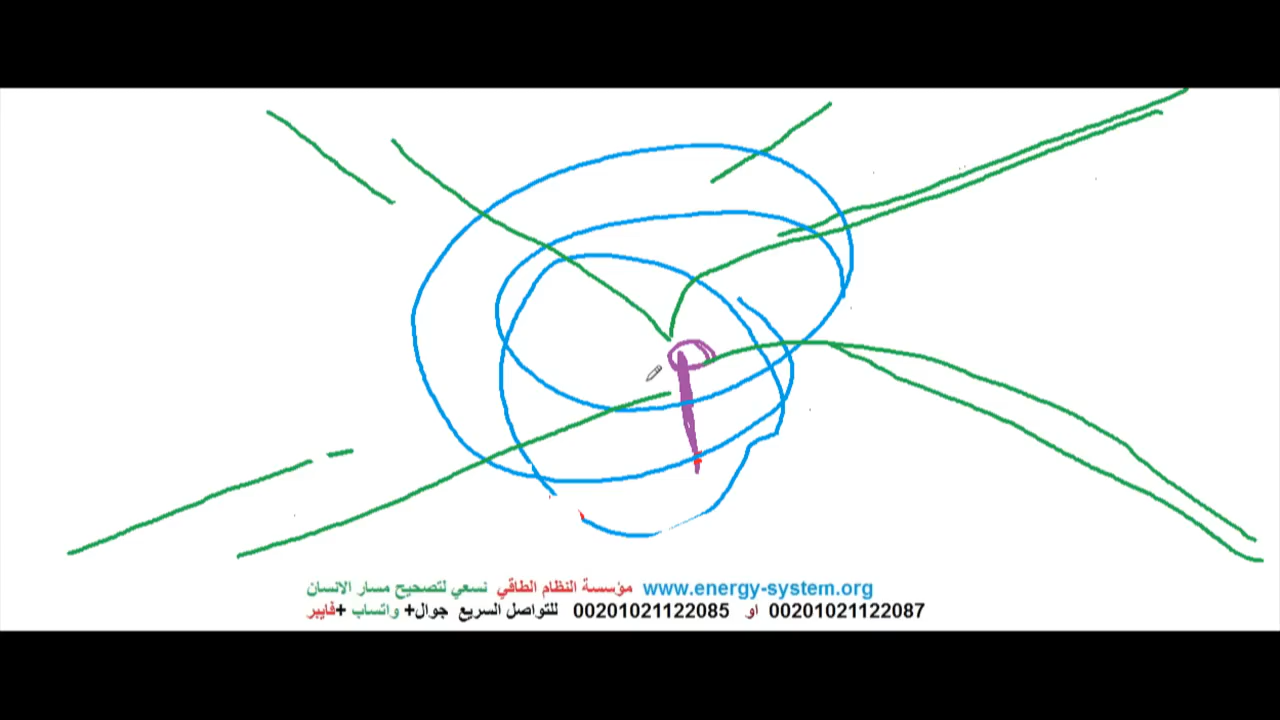 مؤسسة النظام الطاقي نسعي لتصحيح مسار الانسان www.energy-system.org
للتواصل السريع جوال+ واتساب +فايبر 00201021122085 او 00201021122087